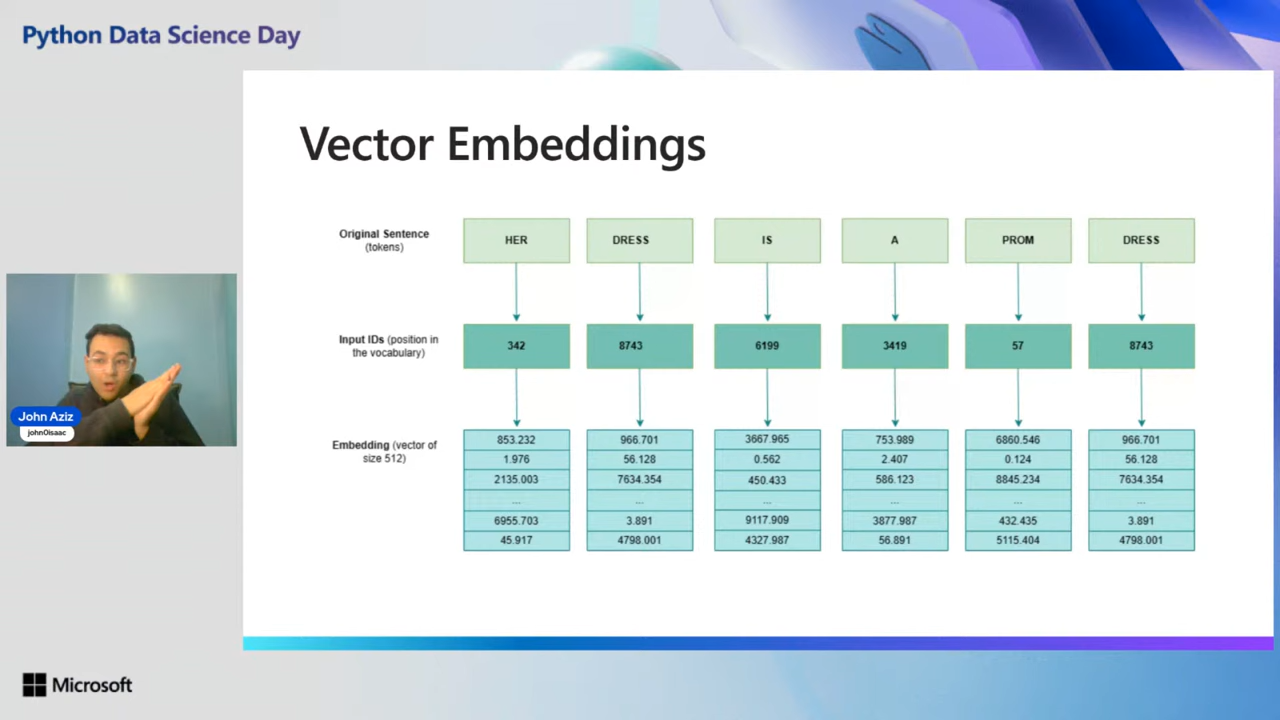 Python Data Science Day
Vector Embeddings
Original Sentence
(tokens)
HER DRESS IS A PROM DRESS
Input IDs (position in
the vocabulary)
342 8743 6199 3419 57 8743
Embedding (vector of
size 512)
853.232 966.701 3667.965 753.989 6860.546 966.701
1.976 56.128 0.562 2.407 0.124 56.128
2135.003 7634.354 450.433 586.123 8845.234 7634.354
... ... ... ... ... ...
6955.703 3.891 9117.909 3877.987 432.435 3.891
45.917 4798.001 4327.987 56.891 5115.404 4798.001
John Aziz
john0isaac
Microsoft